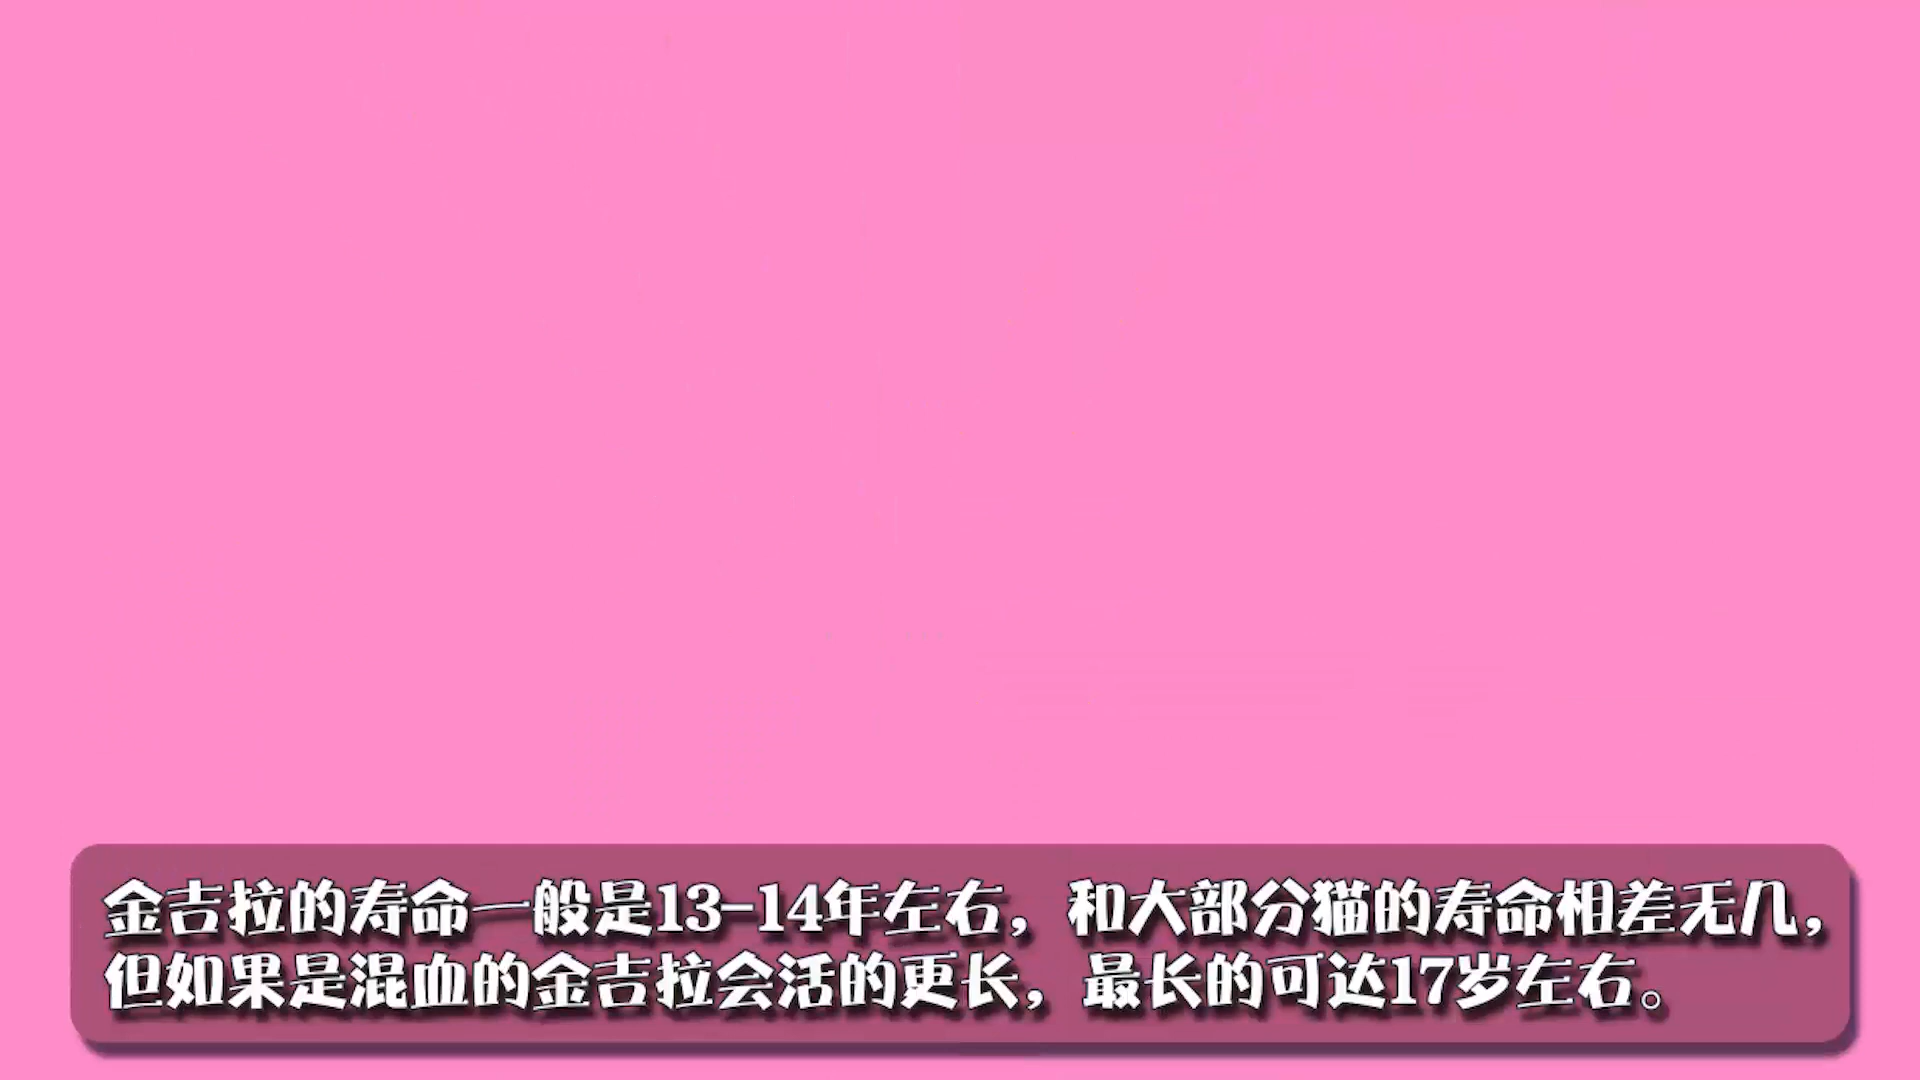 金吉拉的寿命一般是13-14年左右，和大部分猫的寿命相差无几，
但如果是混血的金吉拉会活的更长，最长的可达17岁左右。